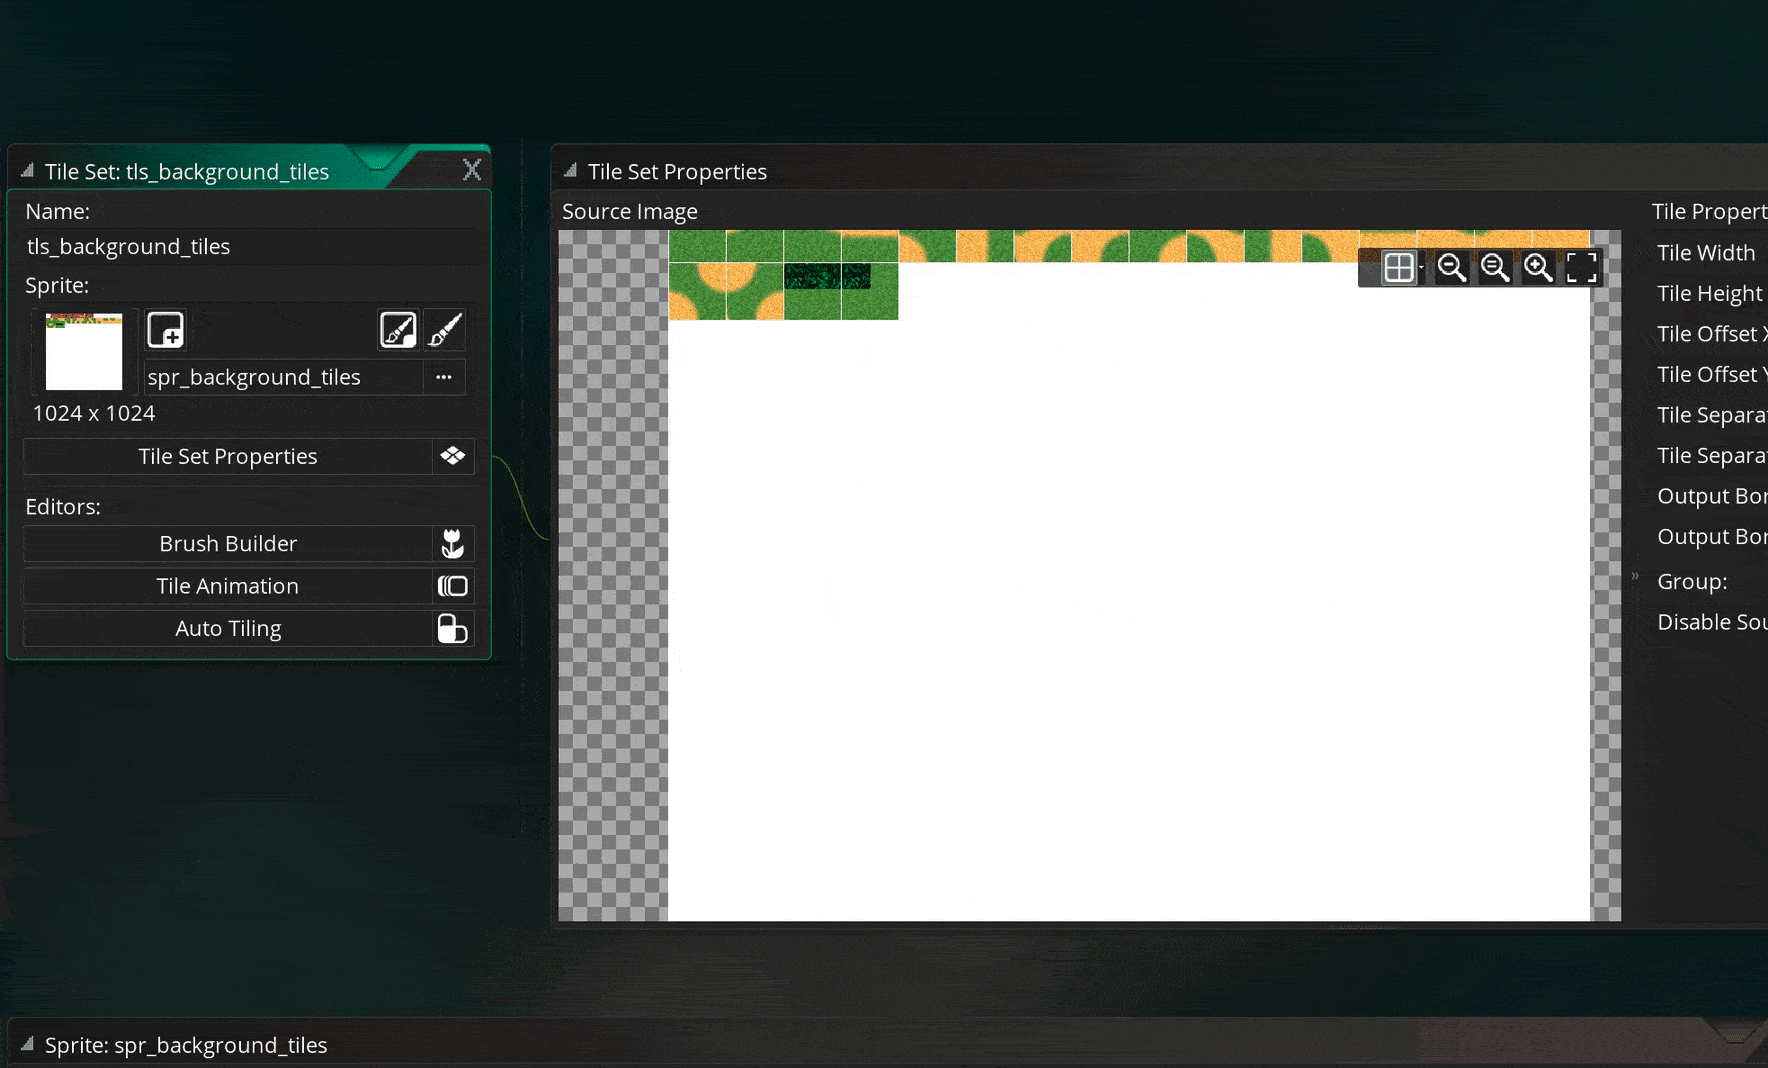 Tile Set: tls_background_tiles
Name:
tls_background_tiles
Sprite:
spr_background_tiles
1024 x 1024
Tile Set Properties
Editors:
Brush Builder
Tile Animation
Auto Tiling
Tile Set Properties
Source Image
Tile Propert
Tile Width
Tile Height
Tile Offset X
Tile Offset Y
Tile Separat
Tile Separat
Output Bor
Output Bor
Group:
Disable Sou
Sprite: spr_background_tiles